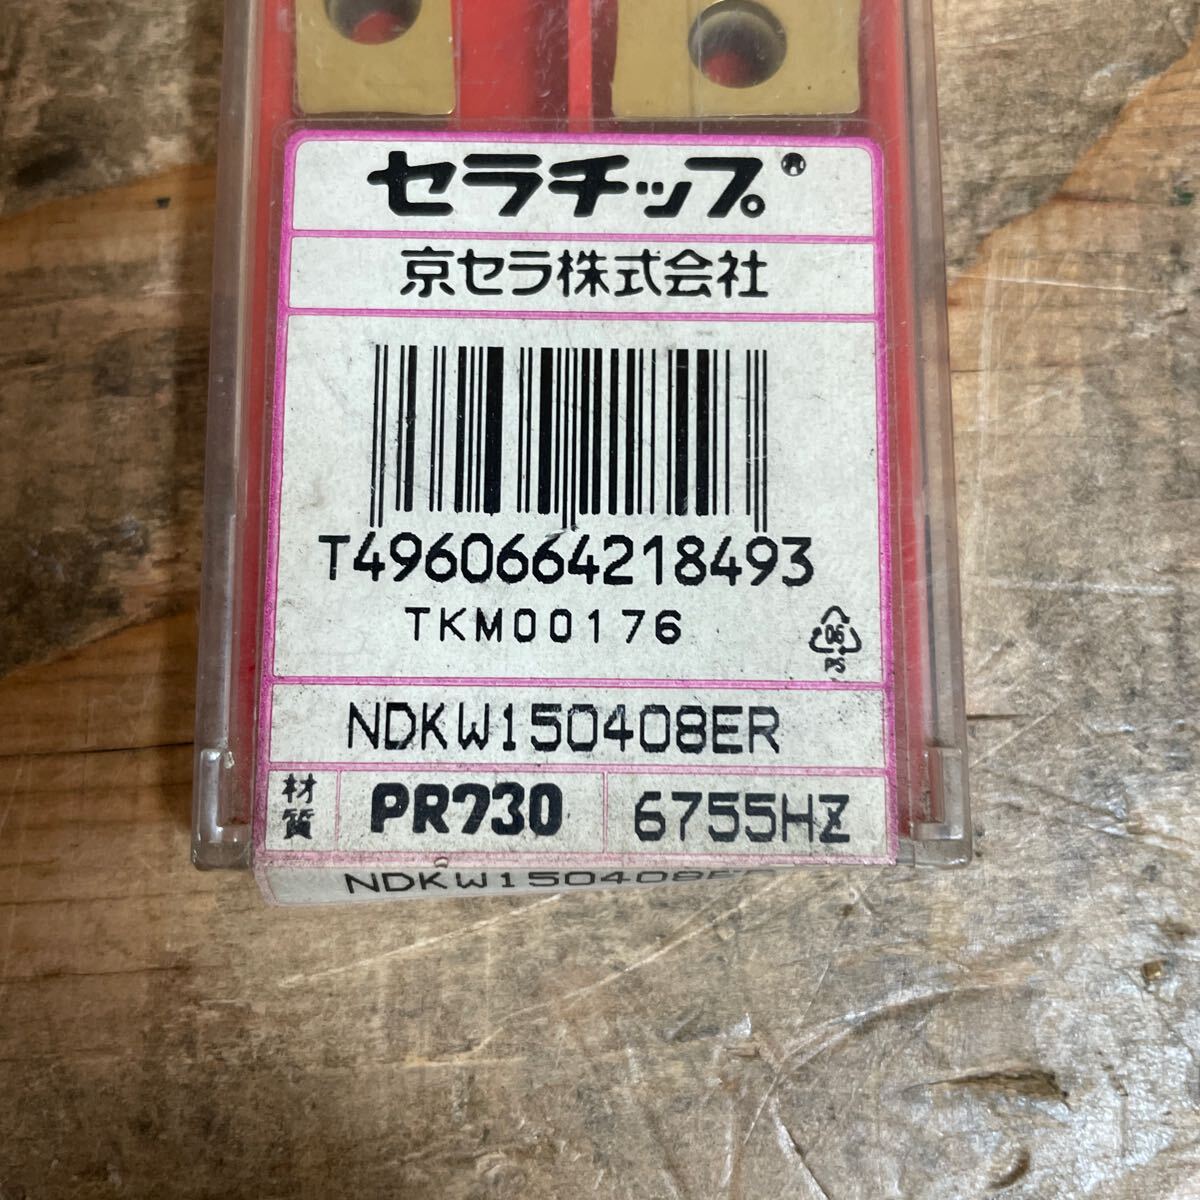 セラチップ®
京セラ株式会社
T4960664218493
TKM00176
06
PS
NDKW150408ER
材質 PR730 6755HZ
NDKW150408ER